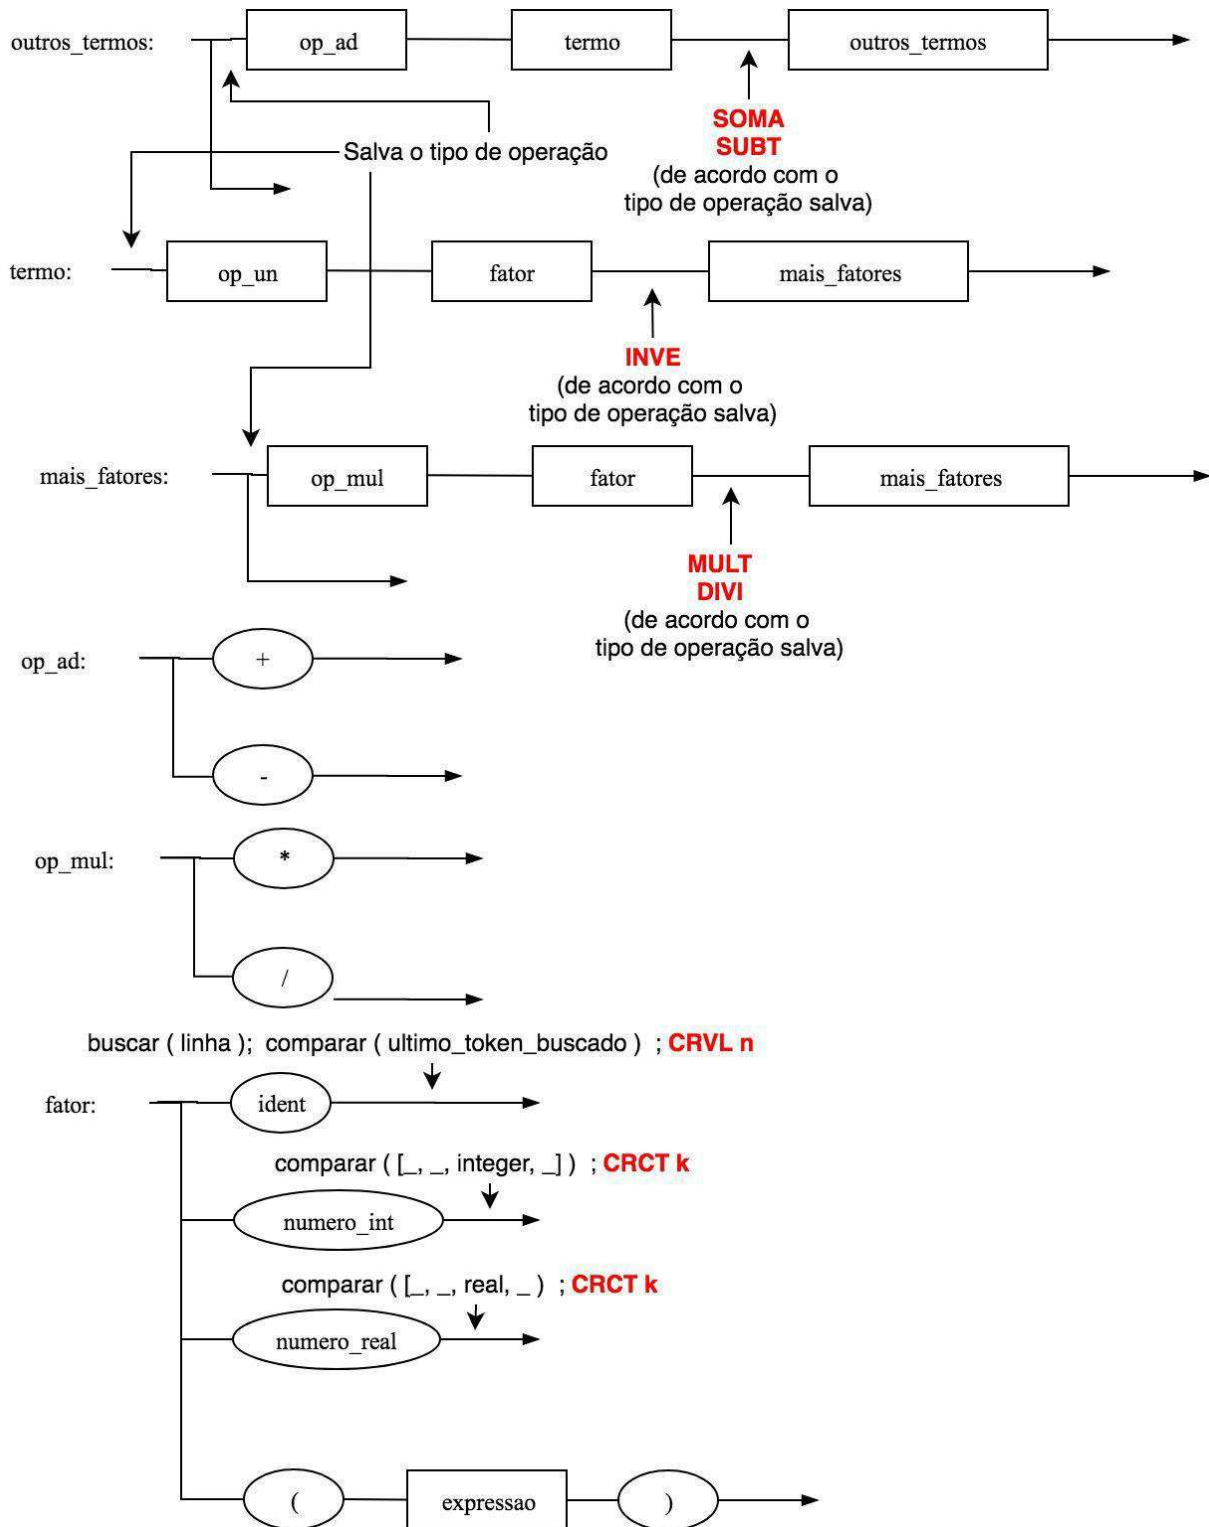 outros_termos:
op_ad
termo
outros_termos
SOMA
SUBT
(de acordo com o
tipo de operação salva)
Salva o tipo de operação
termo:
op_un
fator
mais_fatores
INVE
(de acordo com o
tipo de operação salva)
mais_fatores:
op_mul
fator
mais_fatores
MULT
DIVI
(de acordo com o
tipo de operação salva)
op_ad:
+
-
op_mul:
*
/
buscar ( linha ); comparar ( ultimo_token_buscado ) ; CRVL n
fator:
ident
comparar ( [_, _, integer, _] ) ; CRCT k
numero_int
comparar ( [_, _, real, _ ) ; CRCT k
numero_real
(
expressao
)